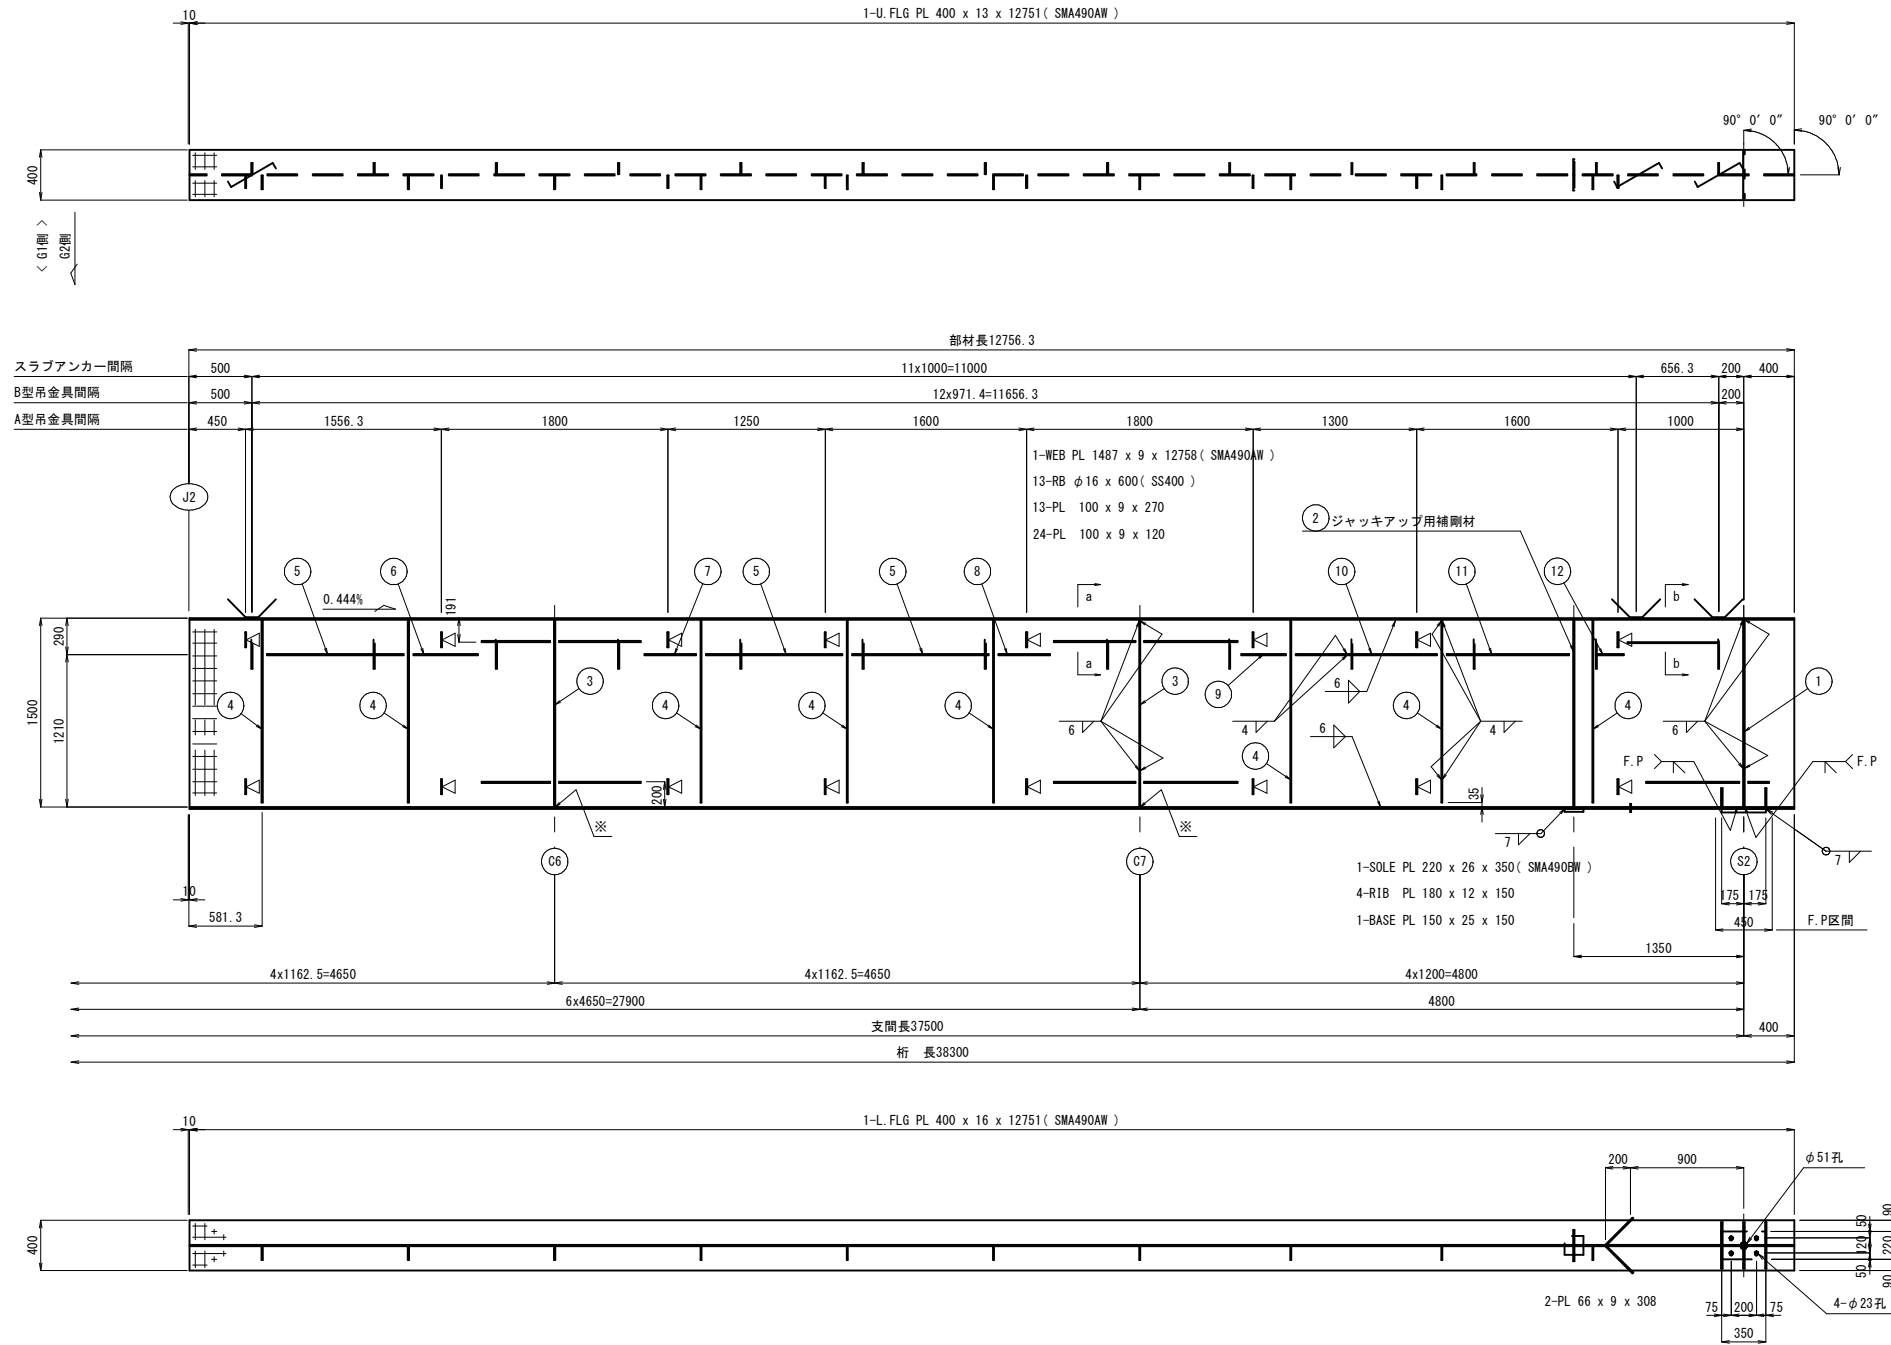 10
1-U.FLG PL 400 x 13 x 12751( SMA490AW )
90° 0′ 0″
90° 0′ 0″
400
< G1側 >
G2側
部材長12756.3
スラブアンカー間隔
500
11x1000=11000
656.3
200
400
B型吊金具間隔
500
12x971.4=11656.3
200
A型吊金具間隔
450
1556.3
1800
1250
1600
1800
1300
1600
1000
1-WEB PL 1487 x 9 x 12758( SMA490AW )
13-RB φ16 x 600( SS400 )
13-PL 100 x 9 x 270
24-PL 100 x 9 x 120
J2
2
ジャッキアップ用補剛材
5
6
7
5
5
8
10
11
12
0.444%
191
a
b
290
a
b
1500
1210
4
4
3
4
4
4
3
9
6
4
4
1
6
4
6
4
6
4
F.P
F.P
200
35
※
※
7
7
C6
C7
S2
10
581.3
1-SOLE PL 220 x 26 x 350( SMA490BW )
4-RIB PL 180 x 12 x 150
1-BASE PL 150 x 25 x 150
175
175
450
F.P区間
1350
4x1162.5=4650
4x1162.5=4650
4x1200=4800
6x4650=27900
4800
支間長37500
400
桁 長38300
10
1-L.FLG PL 400 x 16 x 12751( SMA490AW )
200
900
φ51孔
400
50
120
50
90
220
90
2-PL 66 x 9 x 308
75
200
75
4-φ23孔
350